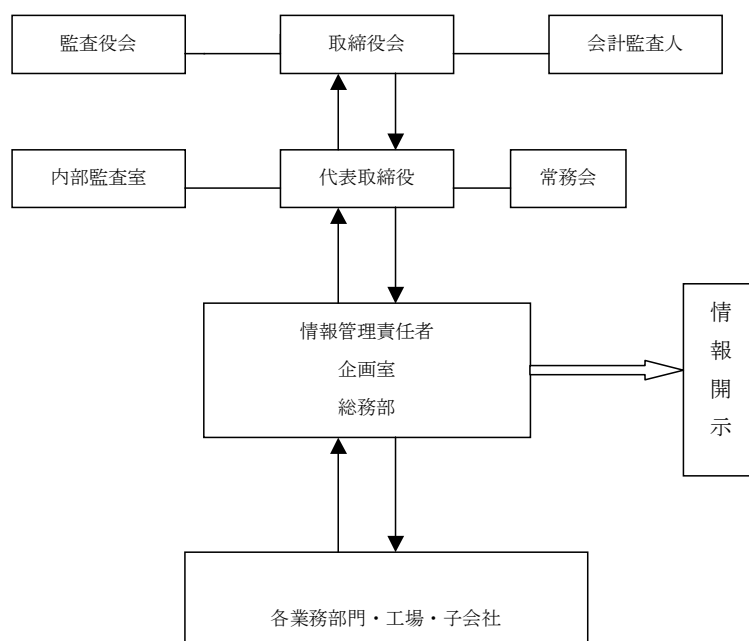 監査役会
取締役会
会計監査人
内部監査室
代表取締役
常務会
情報管理責任者
企画室
総務部
情報開示
各業務部門・工場・子会社